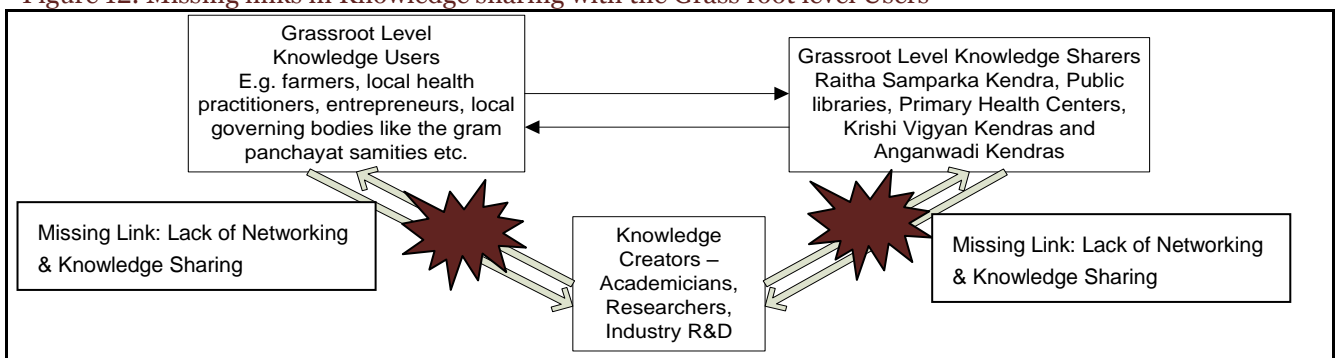 Figure 12: Missing links in Knowledge sharing with the Grass root level Users
Grassroot Level
Knowledge Users
E.g. farmers, local health
practitioners, entrepreneurs, local
governing bodies like the gram
panchayat samities etc.
Grassroot Level Knowledge Sharers
Raitha Samparka Kendra, Public
libraries, Primary Health Centers,
Krishi Vigyan Kendras and
Anganwadi Kendras
Missing Link: Lack of Networking
& Knowledge Sharing
Knowledge
Creators –
Academicians,
Researchers,
Industry R&D
Missing Link: Lack of Networking
& Knowledge Sharing